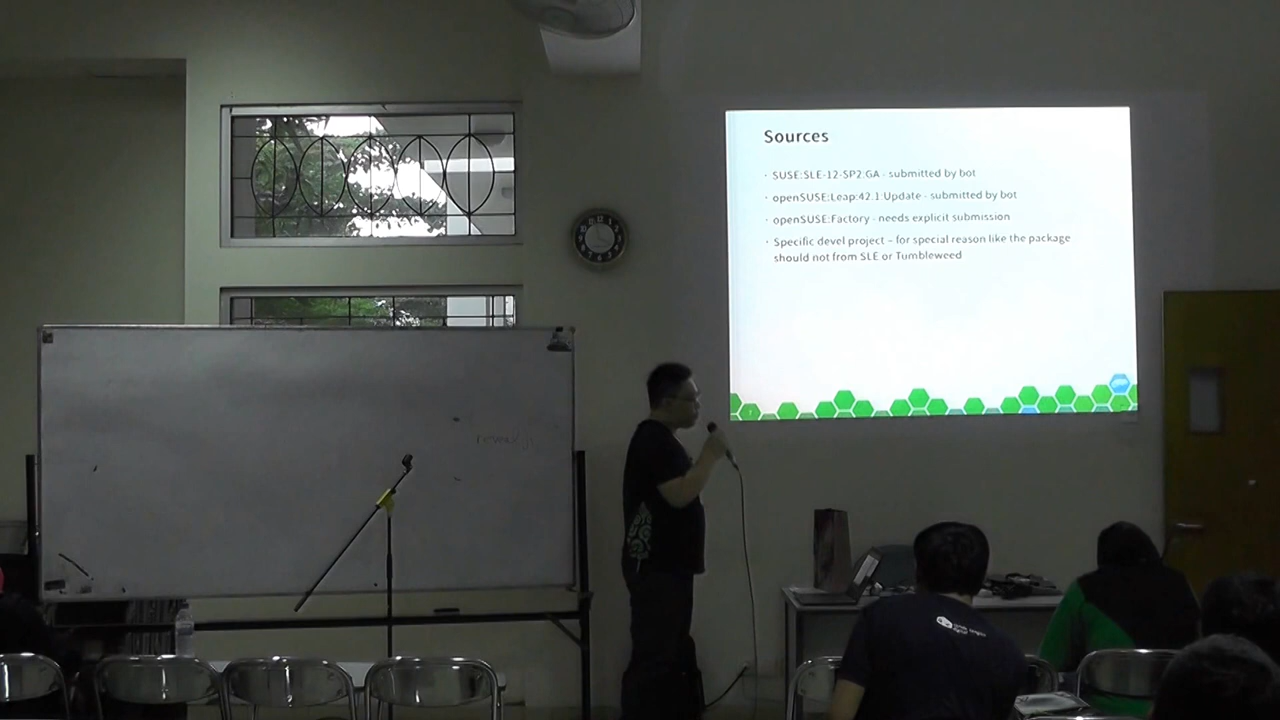 Sources
· SUSE:SLE-12-SP2:GA - submitted by bot
· openSUSE:Leap:42.1:Update - submitted by bot
· openSUSE:Factory - needs explicit submission
· Specific devel project – for special reason like the package
should not from SLE or Tumbleweed